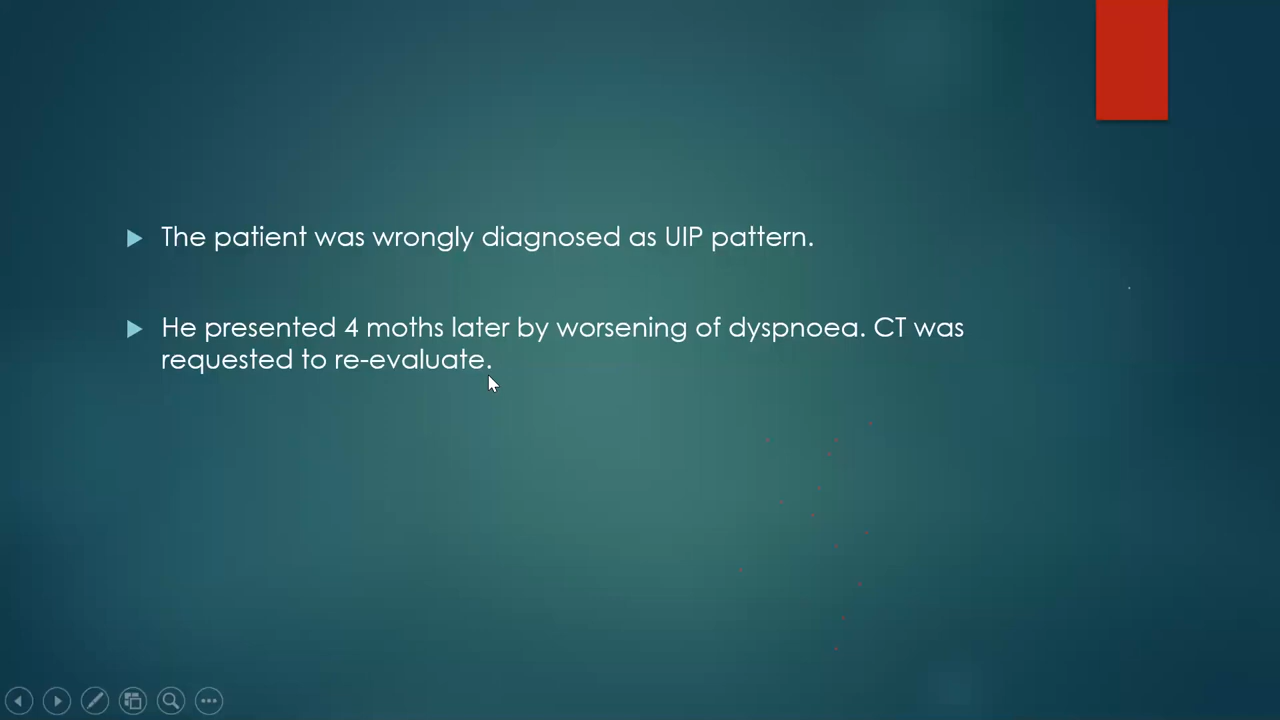 The patient was wrongly diagnosed as UIP pattern.
He presented 4 moths later by worsening of dyspnoea. CT was
requested to re-evaluate.